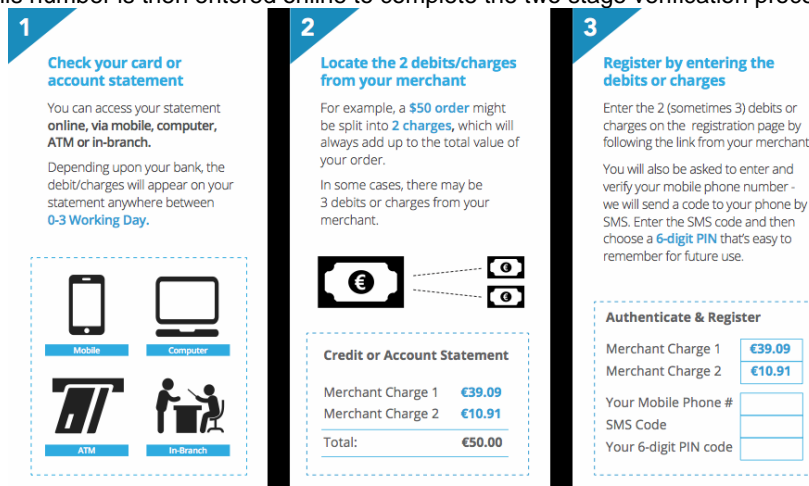 his number is then entered online to complete the two stage verification proce
1
Check your card or
account statement
You can access your statement
online, via mobile, computer,
ATM or in-branch.
Depending upon your bank, the
debit/charges will appear on your
statement anywhere between
0-3 Working Day.
Mobile
Computer
ATM
In-Branch
2
Locate the 2 debits/charges
from your merchant
For example, a $50 order might
be split into 2 charges, which will
always add up to the total value of
your order.
In some cases, there may be
3 debits or charges from your
merchant.
€
€
€
Credit or Account Statement
Merchant Charge 1 €39.09
Merchant Charge 2 €10.91
Total: €50.00
3
Register by entering the
debits or charges
Enter the 2 (sometimes 3) debits or
charges on the registration page by
following the link from your merchant
You will also be asked to enter and
verify your mobile phone number -
we will send a code to your phone by
SMS. Enter the SMS code and then
choose a 6-digit PIN that's easy to
remember for future use.
Authenticate & Register
Merchant Charge 1 €39.09
Merchant Charge 2 €10.91
Your Mobile Phone #
SMS Code
Your 6-digit PIN code